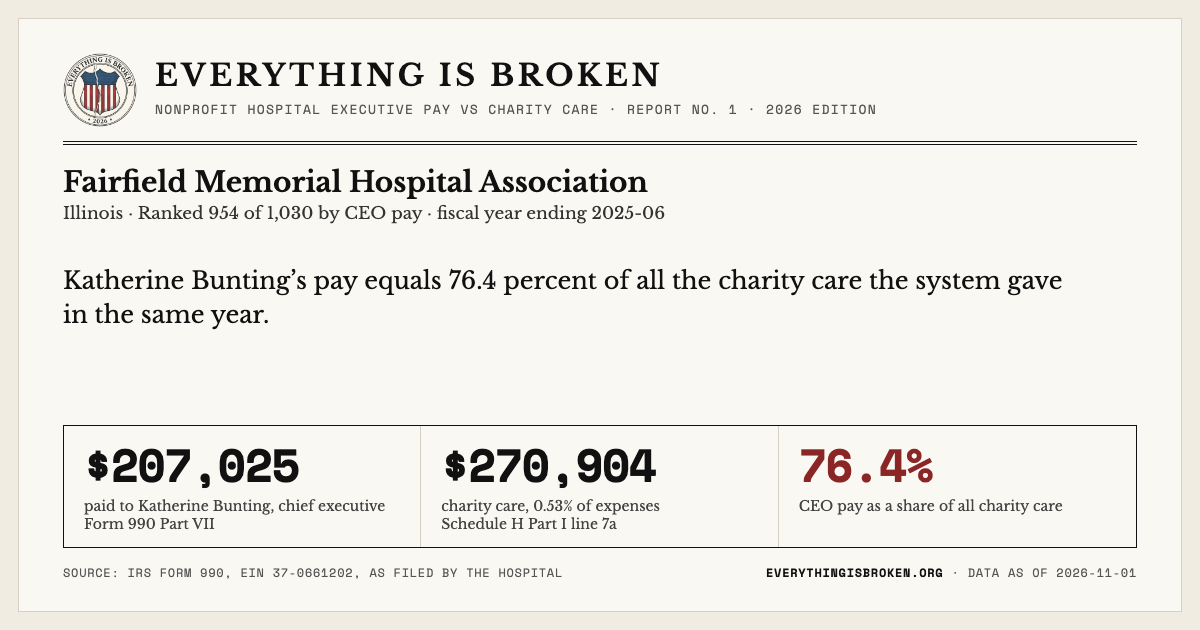 EVERYTHING IS BROKEN
2026
EVERYTHING IS BROKEN
NONPROFIT HOSPITAL EXECUTIVE PAY VS CHARITY CARE · REPORT NO. 1 · 2026 EDITION
Fairfield Memorial Hospital Association
Illinois · Ranked 954 of 1,030 by CEO pay · fiscal year ending 2025-06
Katherine Bunting’s pay equals 76.4 percent of all the charity care the system gave
in the same year.
$207,025
paid to Katherine Bunting, chief executive
Form 990 Part VII
$270,904
charity care, 0.53% of expenses
Schedule H Part I line 7a
76.4%
CEO pay as a share of all charity care
SOURCE: IRS FORM 990, EIN 37-0661202, AS FILED BY THE HOSPITAL
EVERYTHINGISBROKEN.ORG · DATA AS OF 2026-11-01